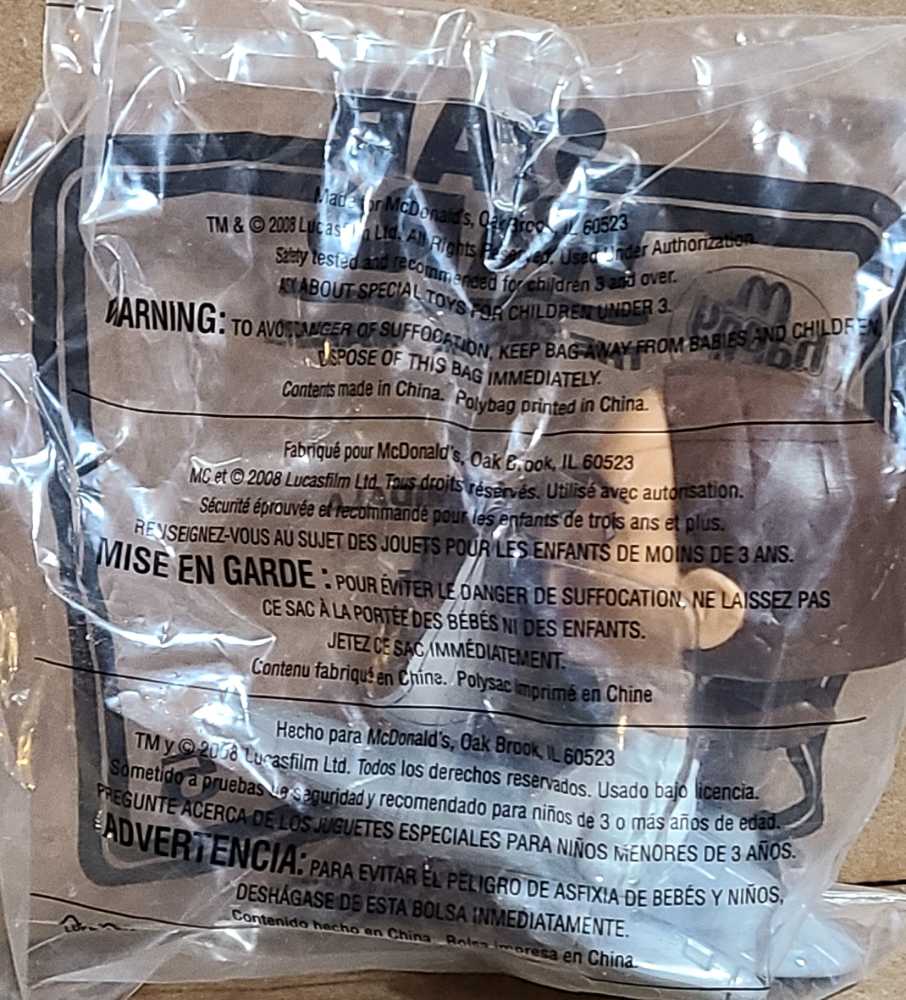 Made for McDonald's, Oak Brook, IL 60523
TM & © 2008 Lucasfilm Ltd. All Rights Reserved. Used Under Authorization
Safety tested and recommended for children 3 and over.
ASK ABOUT SPECIAL TOYS FOR CHILDREN UNDER 3.
WARNING: TO AVOID DANGER OF SUFFOCATION, KEEP BAG AWAY FROM BABIES AND CHILDREN
DISPOSE OF THIS BAG IMMEDIATELY.
Contents made in China. Polybag printed in China.
Fabriqué pour McDonald's, Oak Brook, IL 60523
MC et © 2008 Lucasfilm Ltd. Tous droits réservés. Utilisé avec autorisation.
Sécurité éprouvée et recommandé pour les enfants de trois ans et plus.
RENSEIGNEZ-VOUS AU SUJET DES JOUETS POUR LES ENFANTS DE MOINS DE 3 ANS.
MISE EN GARDE : POUR ÉVITER LE DANGER DE SUFFOCATION, NE LAISSEZ PAS
CE SAC À LA PORTÉE DES BÉBÉS NI DES ENFANTS.
JETEZ CE SAC IMMÉDIATEMENT.
Contenu fabriqué en Chine. Polysac imprimé en Chine
Hecho para McDonald's, Oak Brook, IL 60523
TM y © 2008 Lucasfilm Ltd. Todos los derechos reservados. Usado bajo licencia.
Sometido a pruebas de seguridad y recomendado para niños de 3 o más años de edad.
PREGUNTE ACERCA DE LOS JUGUETES ESPECIALES PARA NIÑOS MENORES DE 3 AÑOS.
ADVERTENCIA: PARA EVITAR EL PELIGRO DE ASFIXIA DE BEBÉS Y NIÑOS,
DESHÁGASE DE ESTA BOLSA INMEDIATAMENTE.
Contenido hecho en China. Bolsa impresa en China.